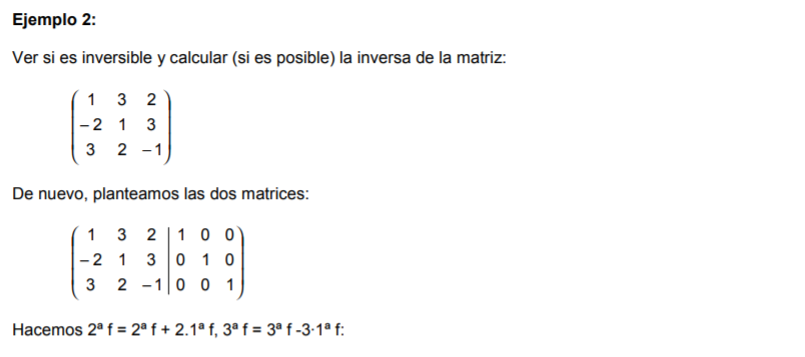 Ejemplo 2:
Ver si es inversible y calcular (si es posible) la inversa de la matriz:
1 3 2
−2 1 3
3 2 −1
De nuevo, planteamos las dos matrices:
1 3 2 | 1 0 0
−2 1 3 | 0 1 0
3 2 −1 | 0 0 1
Hacemos 2ª f = 2ª f + 2.1ª f, 3ª f = 3ª f -3·1ª f: